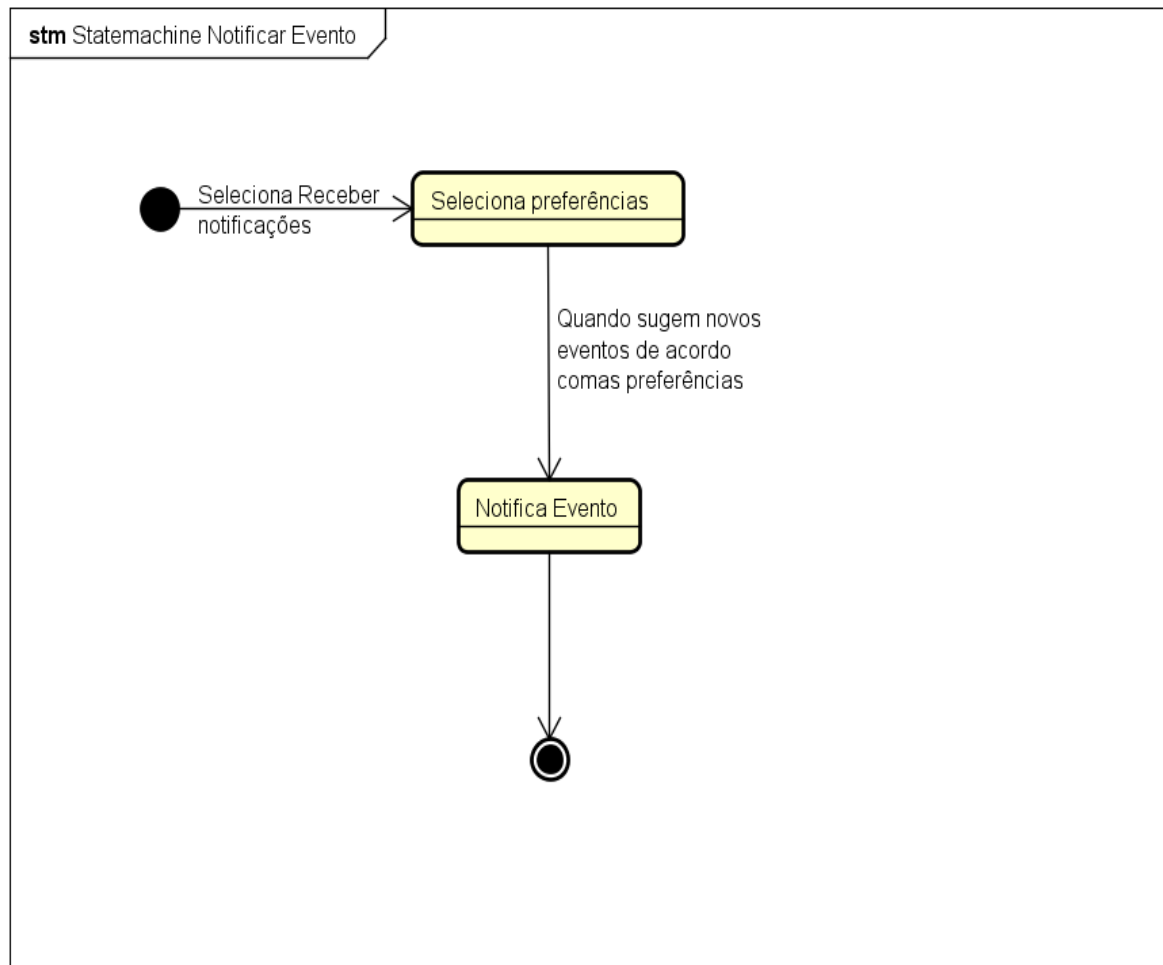 stm Statemachine Notificar Evento
Seleciona Receber
notificações
Seleciona preferências
Quando sugem novos
eventos de acordo
comas preferências
Notifica Evento